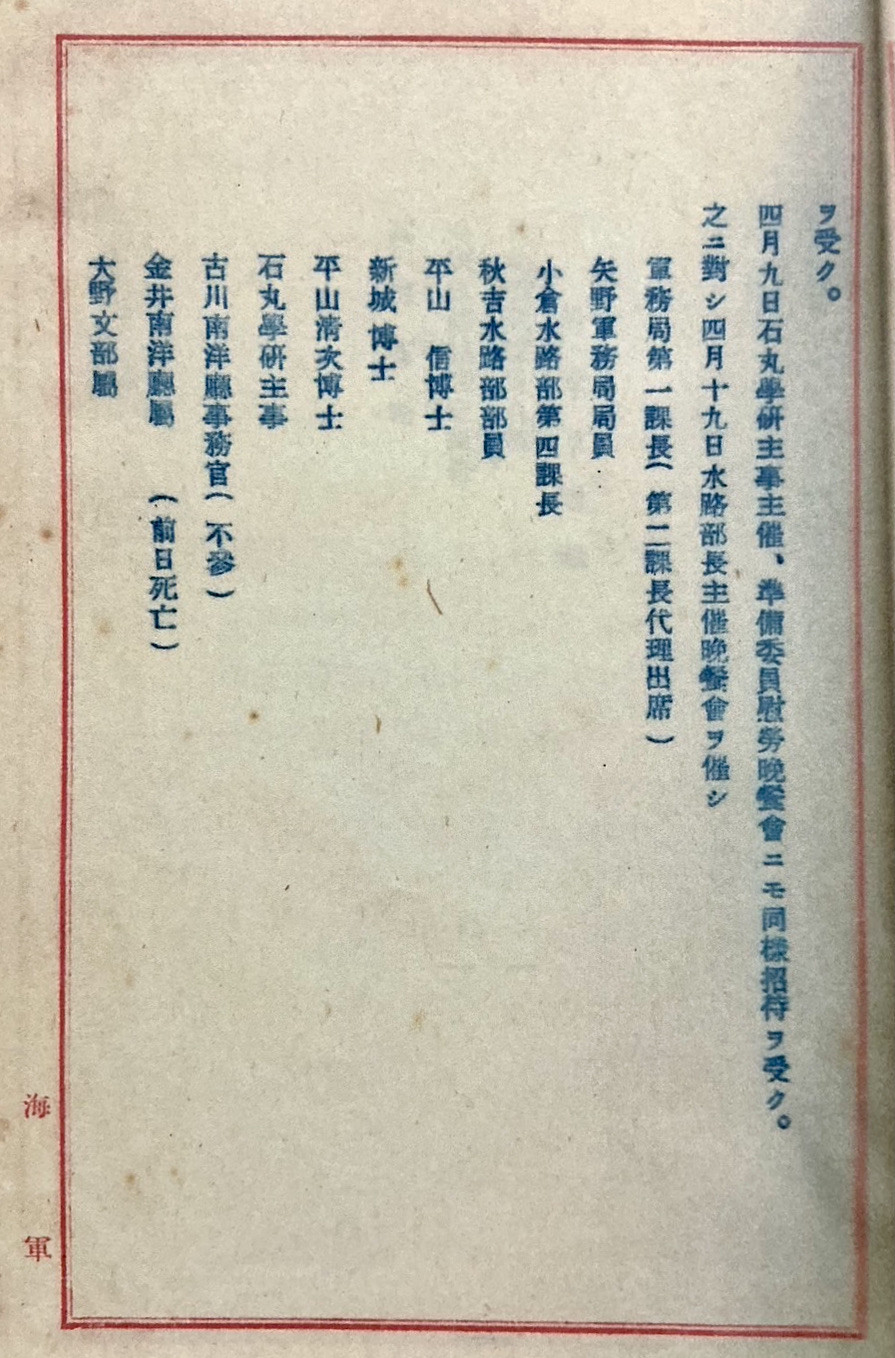 ヲ受ク。
四月九日石丸學硏主事主催、準備委員慰勞晩餐會ニモ同樣招待ヲ受ク。
之ニ對シ四月十九日水路部長主催晩餐會ヲ催シ
軍務局第一課長(第二課長代理出席)
矢野軍務局局員
小倉水路部第四課長
秋吉水路部部員
平山 信博士
新城博士
平山淸次博士
石丸學硏主事
古川南洋廳事務官(不參)
金井南洋廳屬 (前日死亡)
大野文部屬
海軍